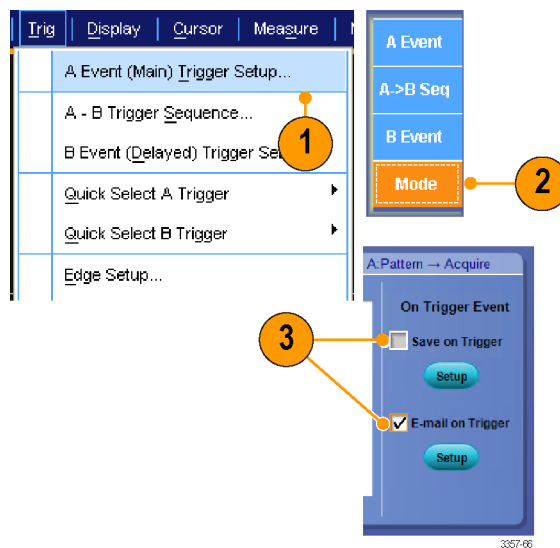 Trig Display Cursor Measure
A Event (Main) Trigger Setup...
A - B Trigger Sequence...
1
B Event (Delayed) Trigger Se
Quick Select A Trigger
Quick Select B Trigger
Edge Setup...
A Event
A->B Seq
B Event
Mode
2
A:Pattern → Acquire
On Trigger Event
3
Save on Trigger
Setup
E-mail on Trigger
Setup
3357-66